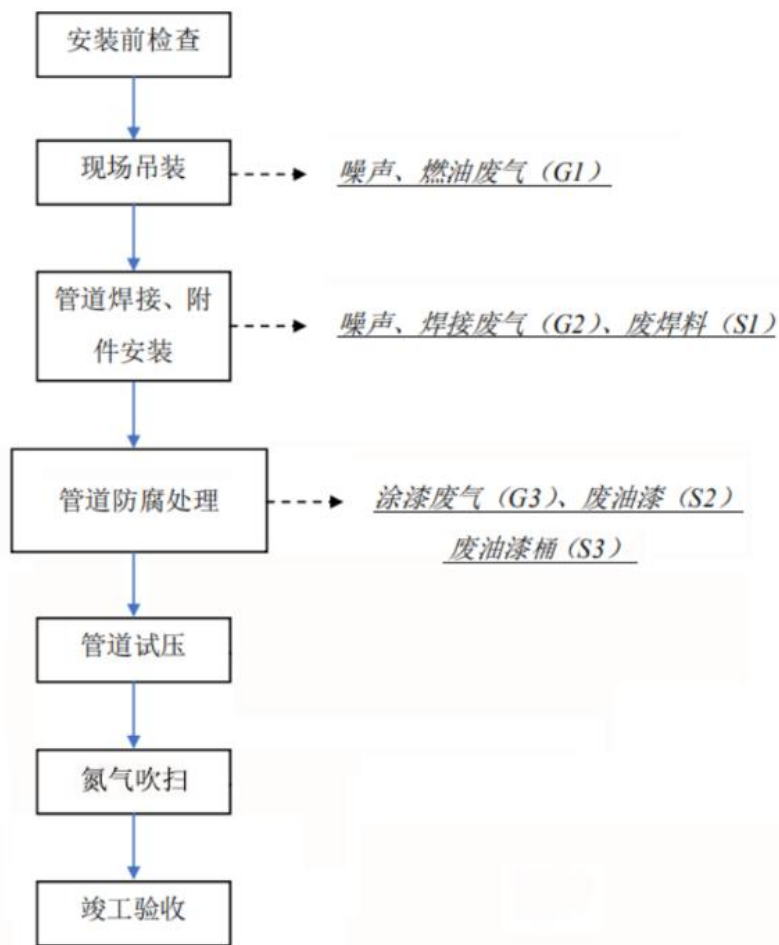 安装前检查
现场吊装
噪声、燃油废气（G1）
管道焊接、附
件安装
噪声、焊接废气(G2)、废焊料（S1）
管道防腐处理
涂漆废气（G3）、废油漆（S2）
废油漆桶（S3）
管道试压
氮气吹扫
竣工验收